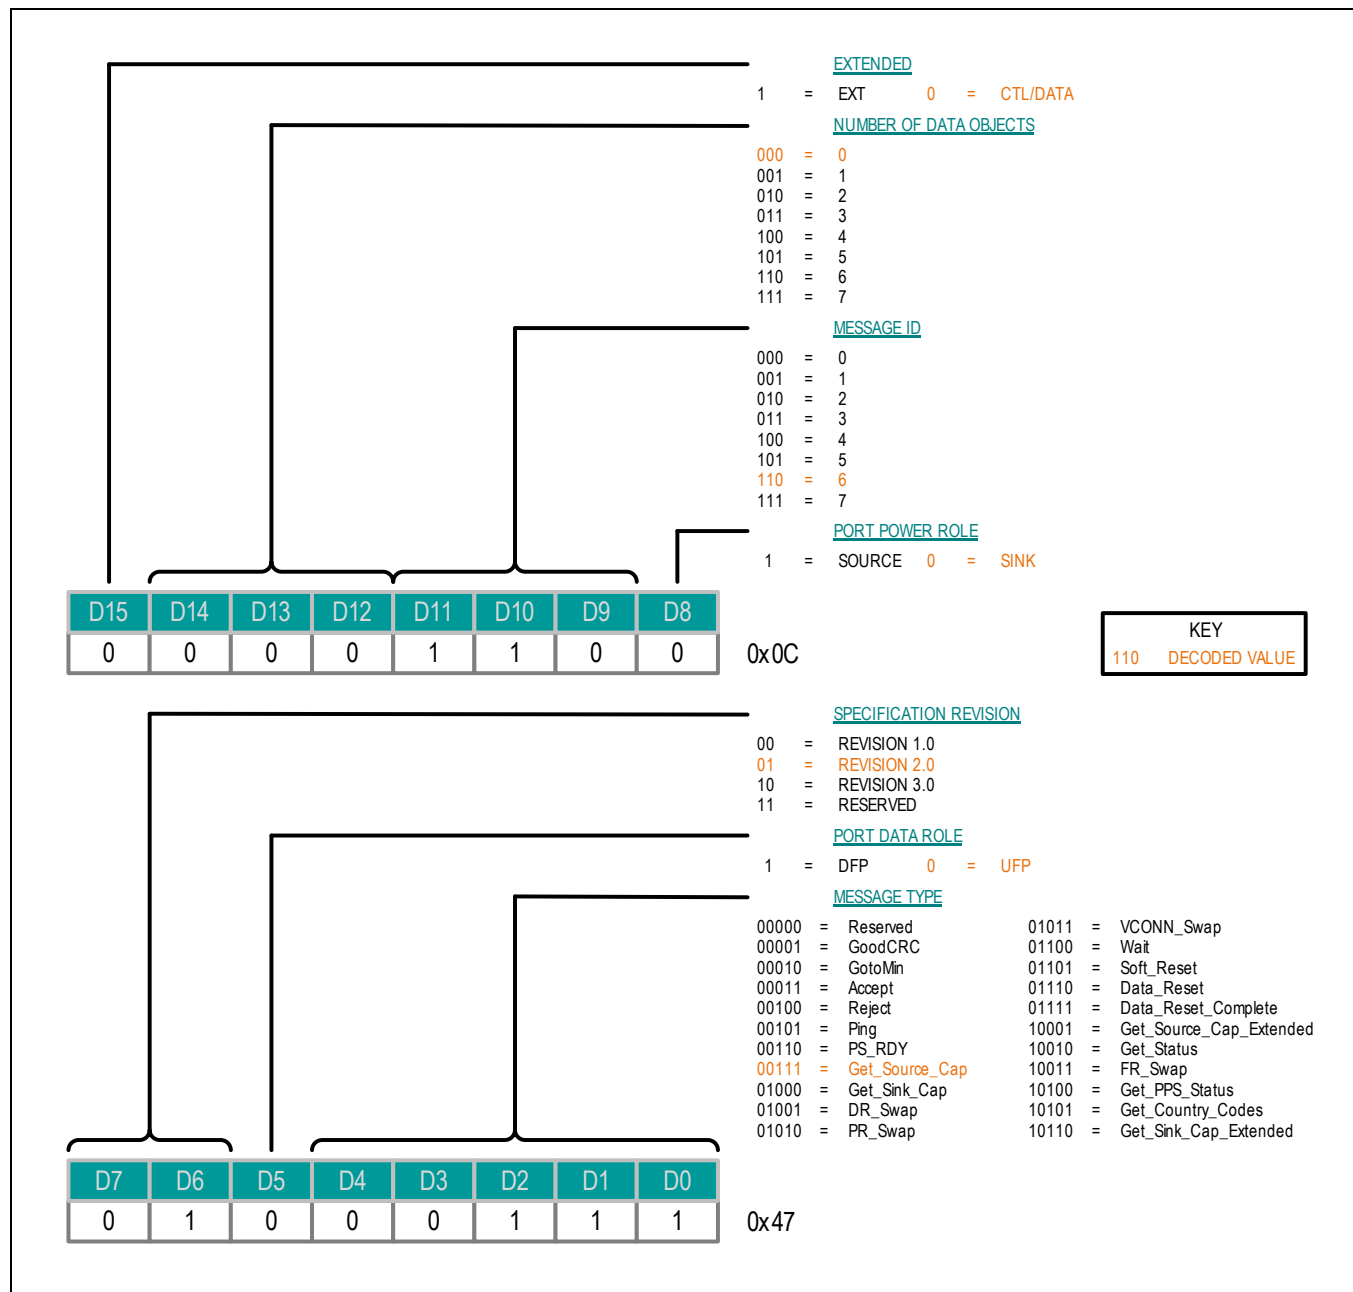 EXTENDED
1 = EXT 0 = CTL/DATA
NUMBER OF DATA OBJECTS
000 = 0
001 = 1
010 = 2
011 = 3
100 = 4
101 = 5
110 = 6
111 = 7
MESSAGE ID
000 = 0
001 = 1
010 = 2
011 = 3
100 = 4
101 = 5
110 = 6
111 = 7
PORT POWER ROLE
1 = SOURCE 0 = SINK
D15 D14 D13 D12 D11 D10 D9 D8
0 0 0 0 1 1 0 0 0x0C
KEY
110 DECODED VALUE
SPECIFICATION REVISION
00 = REVISION 1.0
01 = REVISION 2.0
10 = REVISION 3.0
11 = RESERVED
PORT DATA ROLE
1 = DFP 0 = UFP
MESSAGE TYPE
00000 = Reserved 01011 = VCONN_Swap
00001 = GoodCRC 01100 = Wait
00010 = GotoMin 01101 = Soft_Reset
00011 = Accept 01110 = Data_Reset
00100 = Reject 01111 = Data_Reset_Complete
00101 = Ping 10001 = Get_Source_Cap_Extended
00110 = PS_RDY 10010 = Get_Status
00111 = Get_Source_Cap 10011 = FR_Swap
01000 = Get_Sink_Cap 10100 = Get_PPS_Status
01001 = DR_Swap 10101 = Get_Country_Codes
01010 = PR_Swap 10110 = Get_Sink_Cap_Extended
D7 D6 D5 D4 D3 D2 D1 D0
0 1 0 0 0 1 1 1 0x47